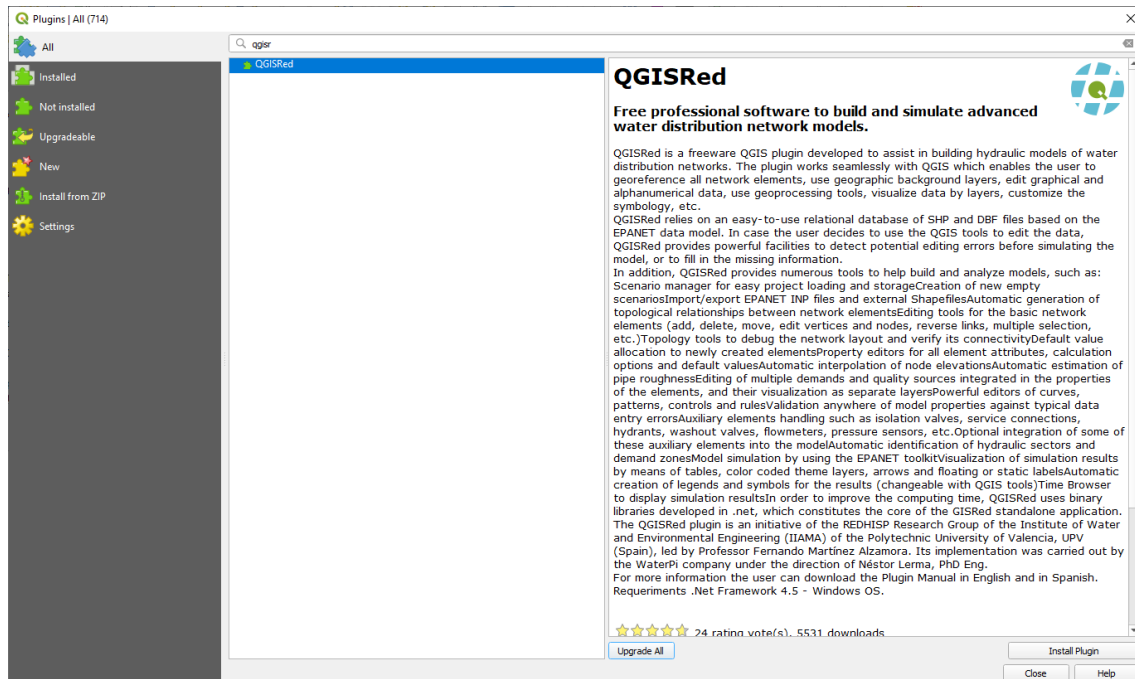 Plugins | All (714)
All
Installed
Not installed
Upgradeable
New
Install from ZIP
Settings
qgisr
QGISRed
QGISRed
Free professional software to build and simulate advanced
water distribution network models.
QGISRed is a freeware QGIS plugin developed to assist in building hydraulic models of water
distribution networks. The plugin works seamlessly with QGIS which enables the user to
georeference all network elements, use geographic background layers, edit graphical and
alphanumerical data, use geoprocessing tools, visualize data by layers, customize the
symbology, etc.
QGISRed relies on an easy-to-use relational database of SHP and DBF files based on the
EPANET data model. In case the user decides to use the QGIS tools to edit the data,
QGISRed provides powerful facilities to detect potential editing errors before simulating the
model, or to fill in the missing information.
In addition, QGISRed provides numerous tools to help build and analyze models, such as:
Scenario manager for easy project loading and storageCreation of new empty
scenariosImport/export EPANET INP files and external ShapefilesAutomatic generation of
topological relationships between network elementsEditing tools for the basic network
elements (add, delete, move, edit vertices and nodes, reverse links, multiple selection,
etc.)Topology tools to debug the network layout and verify its connectivityDefault value
allocation to newly created elementsProperty editors for all element attributes, calculation
options and default valuesAutomatic interpolation of node elevationsAutomatic estimation of
pipe roughnessEditing of multiple demands and quality sources integrated in the properties
of the elements, and their visualization as separate layersPowerful editors of curves,
patterns, controls and rulesValidation anywhere of model properties against typical data
entry errorsAuxiliary elements handling such as isolation valves, service connections,
hydrants, washout valves, flowmeters, pressure sensors, etc.Optional integration of some of
these auxiliary elements into the modelAutomatic identification of hydraulic sectors and
demand zonesModel simulation by using the EPANET toolkitVisualization of simulation results
by means of tables, color coded theme layers, arrows and floating or static labelsAutomatic
creation of legends and symbols for the results (changeable with QGIS tools)Time Browser
to display simulation resultsIn order to improve the computing time, QGISRed uses binary
libraries developed in .net, which constitutes the core of the GISRed standalone application.
The QGISRed plugin is an initiative of the REDHISP Research Group of the Institute of Water
and Environmental Engineering (IIAMA) of the Polytechnic University of Valencia, UPV
(Spain), led by Professor Fernando Martínez Alzamora. Its implementation was carried out by
the WaterPi company under the direction of Néstor Lerma, PhD Eng.
For more information the user can download the Plugin Manual in English and in Spanish.
Requeriments .Net Framework 4.5 - Windows OS.
24 rating vote(s), 5531 downloads
Upgrade All
Install Plugin
Close
Help